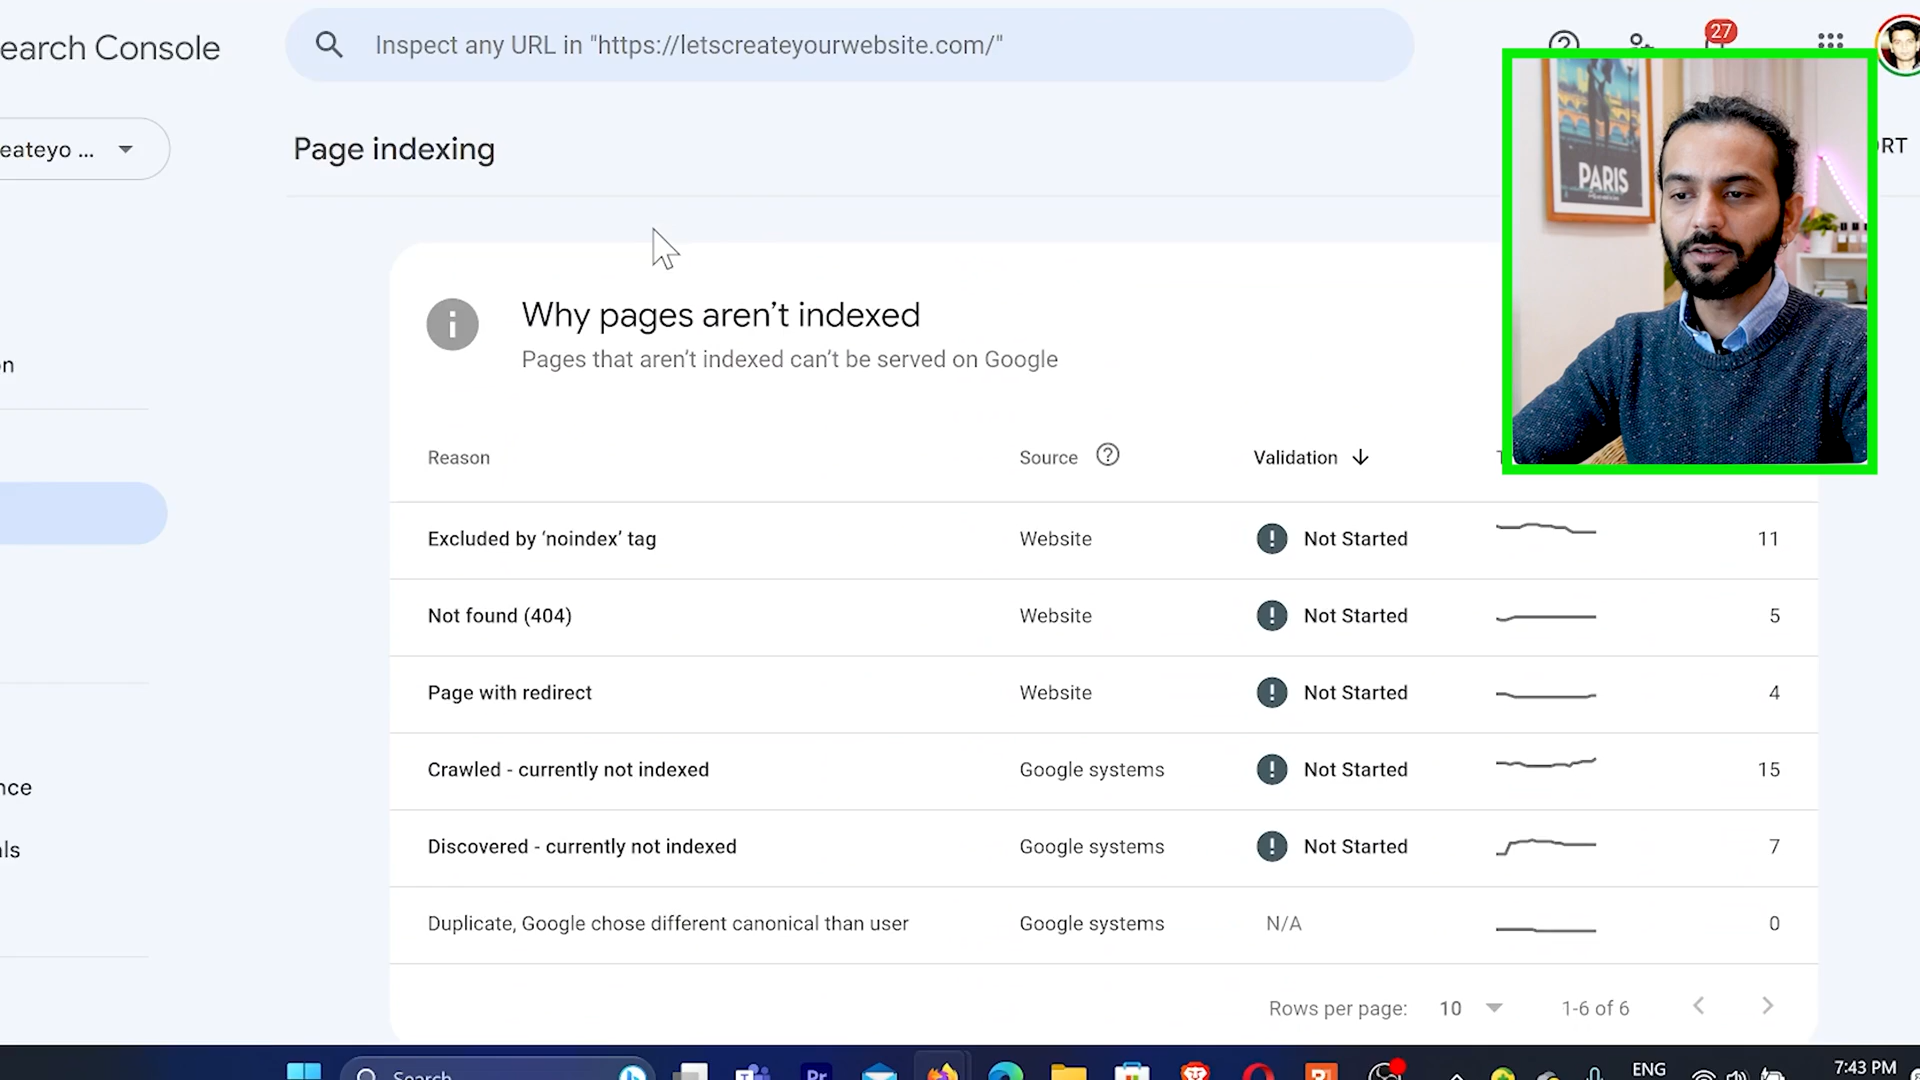 earch Console
Inspect any URL in "https://letscreateyourwebsite.com/"
27
eateyo ...
Page indexing
ORT
PARIS
Why pages aren’t indexed
Pages that aren’t indexed can’t be served on Google
on
Reason Source Validation
Excluded by ‘noindex’ tag Website Not Started 11
Not found (404) Website Not Started 5
Page with redirect Website Not Started 4
Crawled - currently not indexed Google systems Not Started 15
nce
Discovered - currently not indexed Google systems Not Started 7
als
Duplicate, Google chose different canonical than user Google systems N/A 0
Rows per page: 10 1-6 of 6
Search
Pr
ENG
7:43 PM